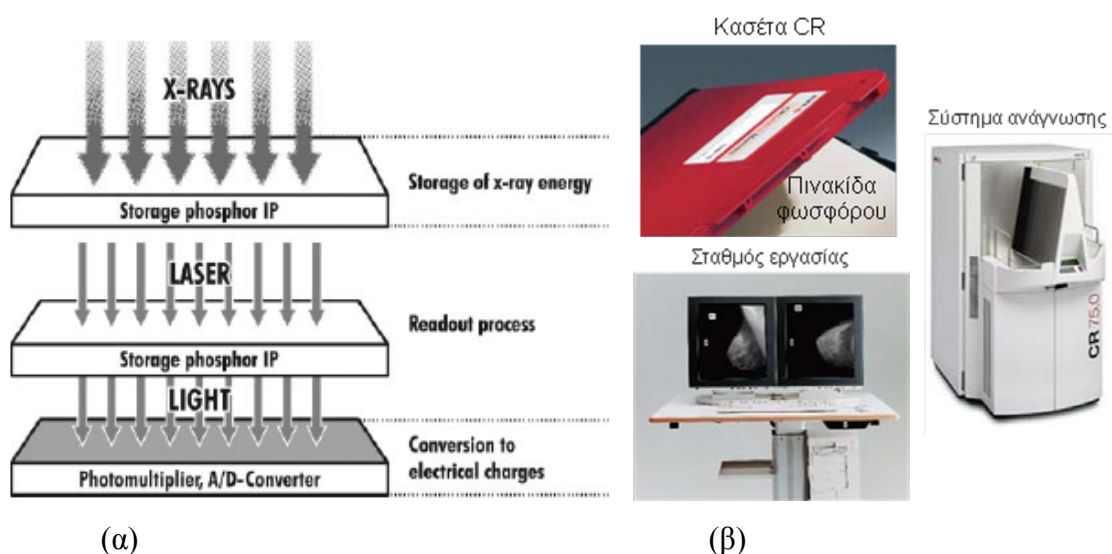 X-RAYS
Storage phosphor IP
Storage of x-ray energy
LASER
Storage phosphor IP
Readout process
LIGHT
Photomultiplier, A/D-Converter
Conversion to
electrical charges
(α)
Κασέτα CR
Πινακίδα
φωσφόρου
Σταθμός εργασίας
Σύστημα ανάγνωσης
CR 75.0
(β)